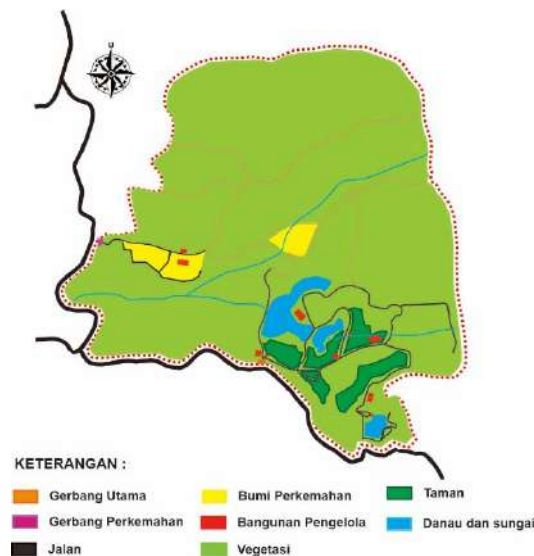 U
KETERANGAN :
Gerbang Utama
Gerbang Perkemahan
Jalan
Bumi Perkemahan
Bangunan Pengelola
Vegetasi
Taman
Danau dan sungai